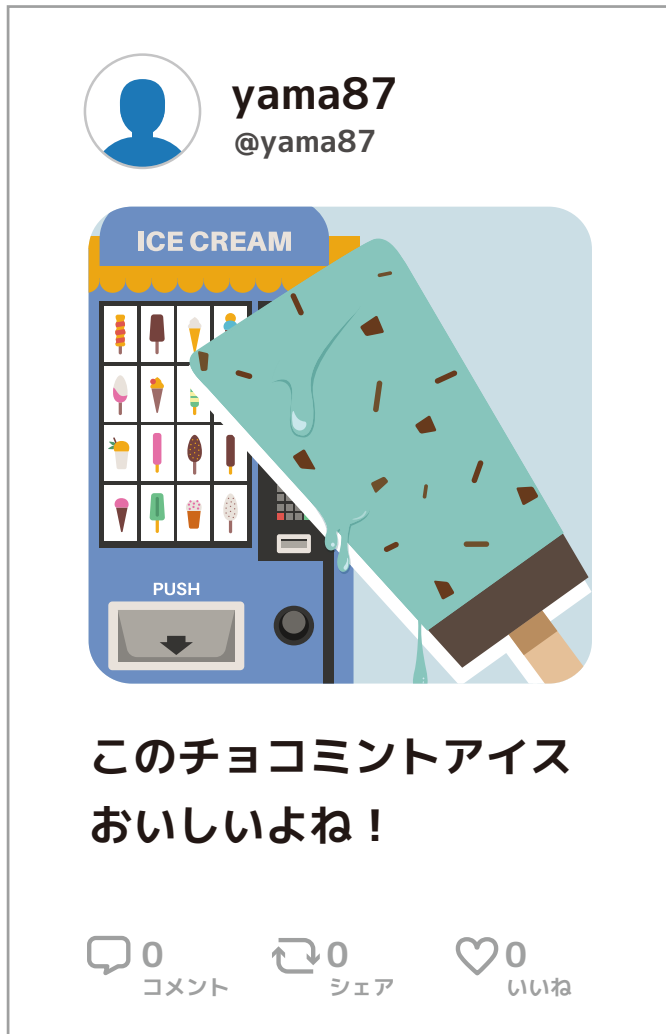 yama87
@yama87
ICE CREAM
PUSH
このチョコミントアイス
おいしいよね！
0
コメント
0
シェア
0
いいね